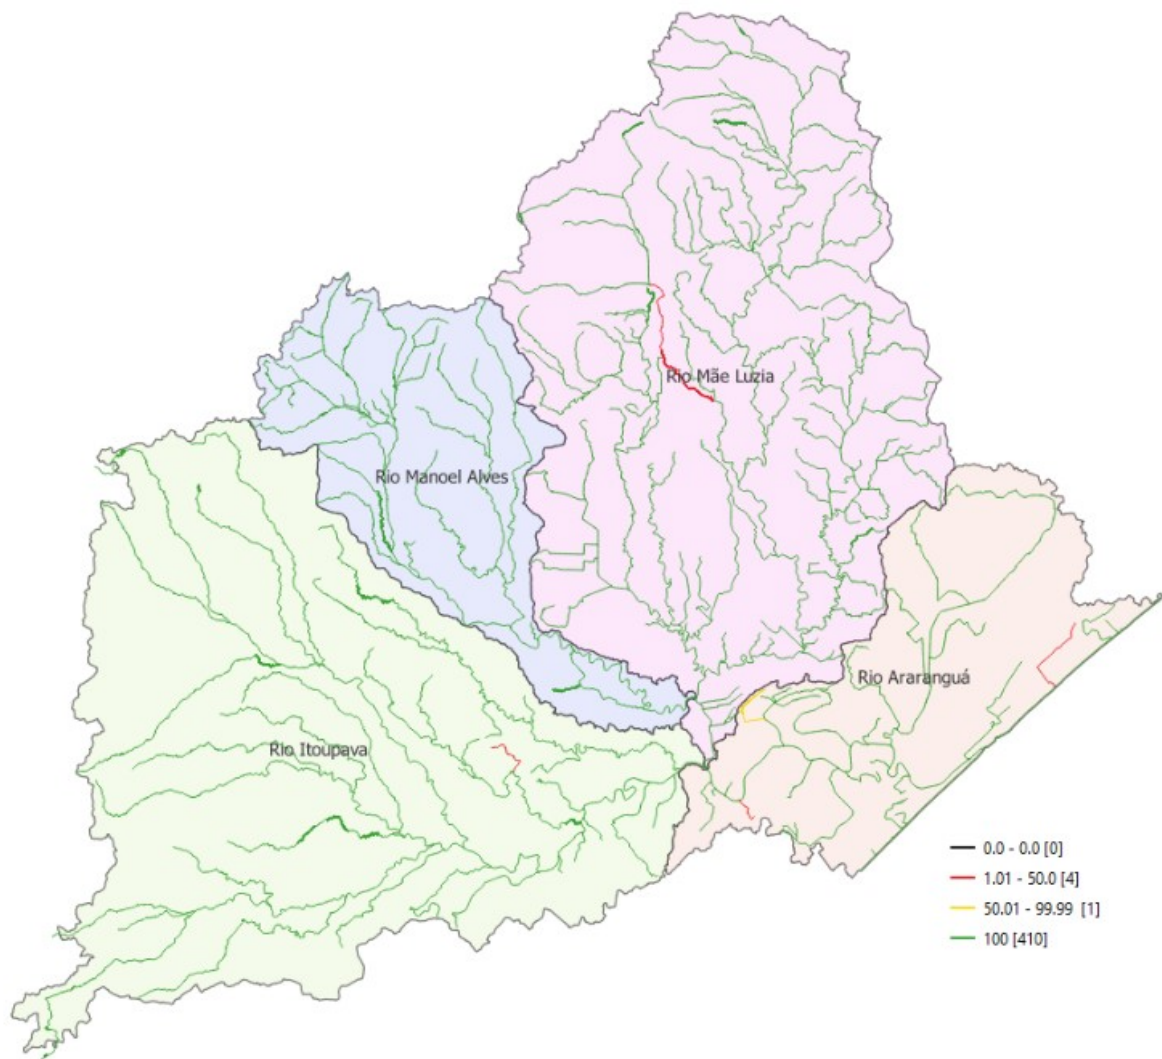 Rio Mãe Luzia
Rio Manoel Alves
Rio Araranguá
Rio Itoupava
0.0 - 0.0 [0]
1.01 - 50.0 [4]
50.01 - 99.99 [1]
100 [410]